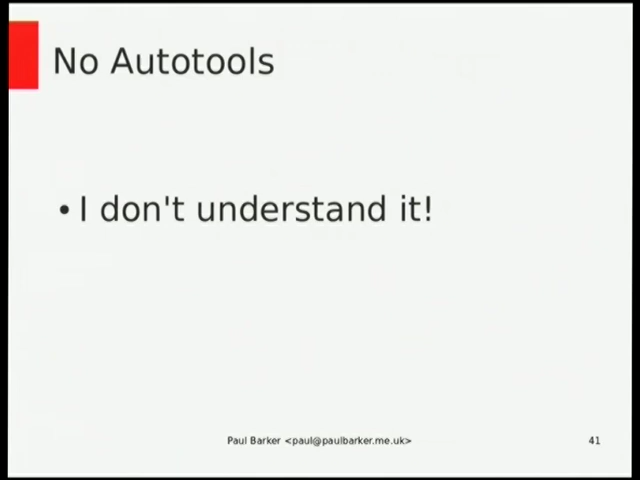 No Autotools
• I don't understand it!
Paul Barker <paul@paulbarker.me.uk>
41